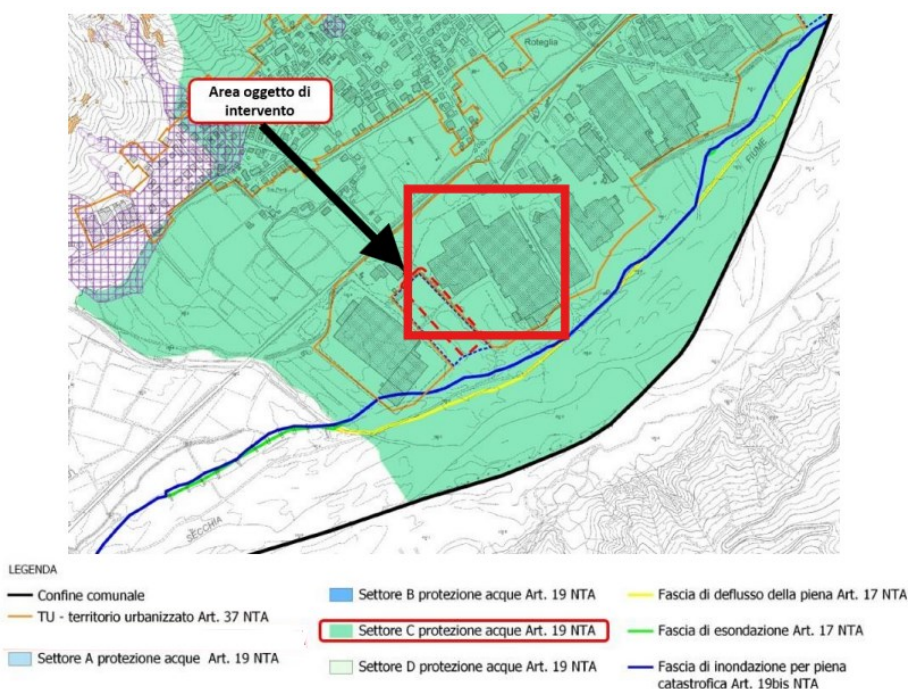 Roteglia
Area oggetto di
intervento
FIUME
SECCHIA
LEGENDA
Confine comunale
TU - territorio urbanizzato Art. 37 NTA
Settore A protezione acque Art. 19 NTA
Settore B protezione acque Art. 19 NTA
Settore C protezione acque Art. 19 NTA
Settore D protezione acque Art. 19 NTA
Fascia di deflusso della piena Art. 17 NTA
Fascia di esondazione Art. 17 NTA
Fascia di inondazione per piena
catastrofica Art. 19bis NTA